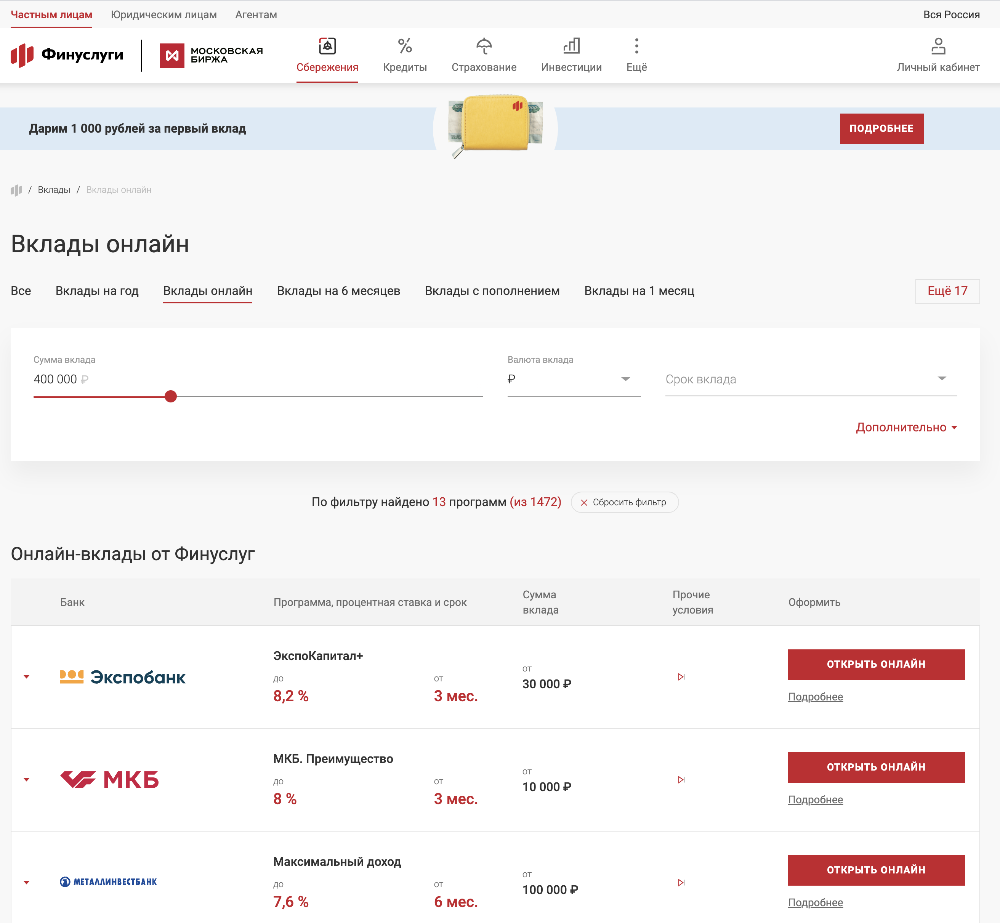 Частным лицам Юридическим лицам Агентам Вся Россия
Финуслуги МОСКОВСКАЯ БИРЖА
Сбережения Кредиты Страхование Инвестиции Ещё Личный кабинет
Дарим 1 000 рублей за первый вклад ПОДРОБНЕЕ
/ Вклады / Вклады онлайн
Вклады онлайн
Все Вклады на год Вклады онлайн Вклады на 6 месяцев Вклады с пополнением Вклады на 1 месяц Ещё 17
Сумма вклада Валюта вклада
400 000 ₽ ₽ Срок вклада
Дополнительно
По фильтру найдено 13 программ (из 1472) Сбросить фильтр
Онлайн-вклады от Финуслуг
Банк Программа, процентная ставка и срок Сумма вклада Прочие условия Оформить
ЭкспоКапитал+
Экспобанк
до 8,2 % от 3 мес.
от 30 000 ₽
ОТКРЫТЬ ОНЛАЙН
Подробнее
МКБ. Преимущество
МКБ
до 8 % от 3 мес.
от 10 000 ₽
ОТКРЫТЬ ОНЛАЙН
Подробнее
Максимальный доход
МЕТАЛЛИНВЕСТБАНК
до 7,6 % от 6 мес.
от 100 000 ₽
ОТКРЫТЬ ОНЛАЙН
Подробнее